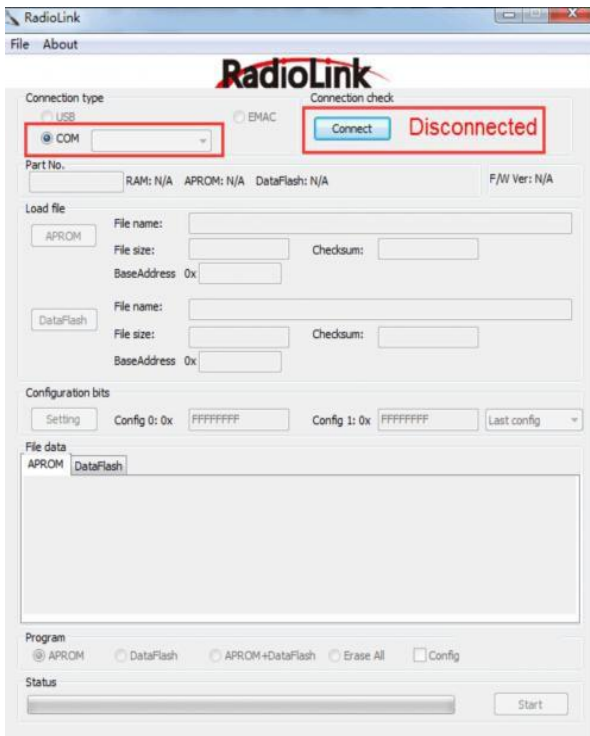 RadioLink
File About
RadioLink
Connection type
Connection check
USB
EMAC
COM
Connect Disconnected
Part No.
RAM: N/A APROM: N/A DataFlash: N/A
F/W Ver: N/A
Load file
APROM
File name:
File size:
Checksum:
BaseAddress 0x
DataFlash
File name:
File size:
Checksum:
BaseAddress 0x
Configuration bits
Setting Config 0: 0x FFFFFFFF Config 1: 0x FFFFFFFF Last config
File data
APROM DataFlash
Program
APROM DataFlash APROM+DataFlash Erase All Config
Status
Start